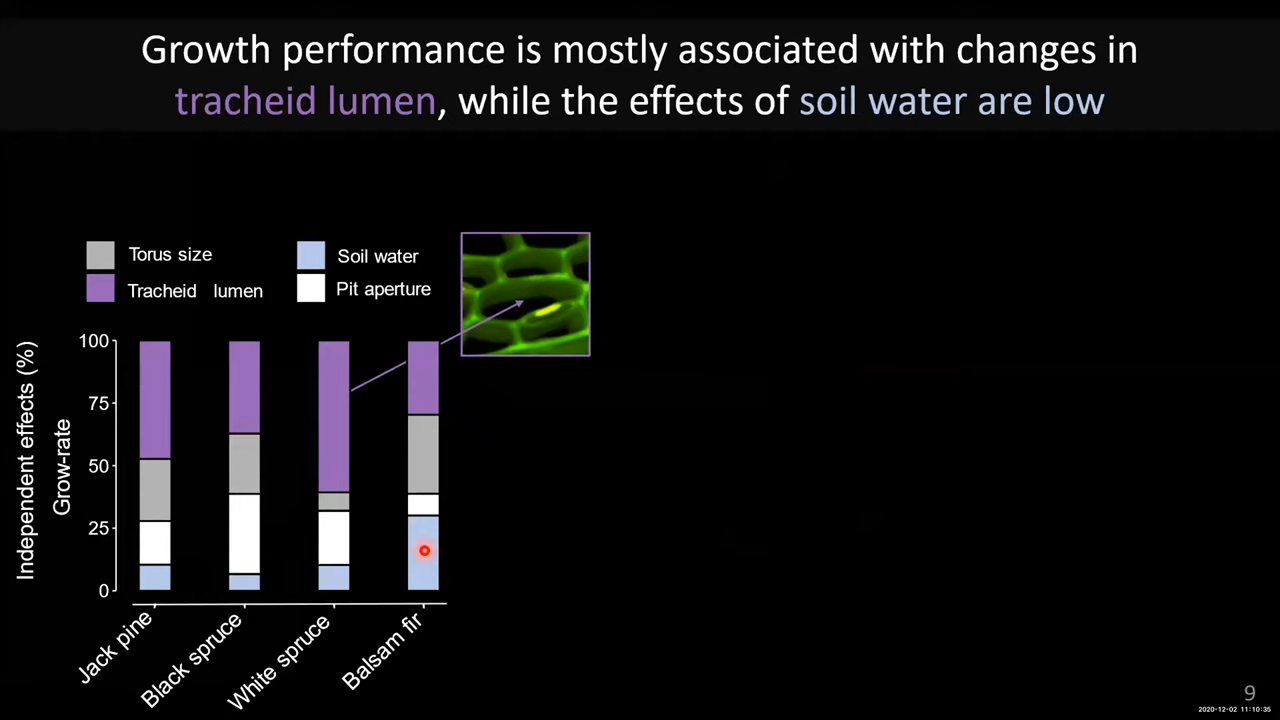 Growth performance is mostly associated with changes in
tracheid lumen, while the effects of soil water are low
Torus size
Soil water
Tracheid lumen
Pit aperture
Independent effects (%)
Grow-rate
100
75
50
25
0
Jack pine
Black spruce
White spruce
Balsam fir
9
2020-12-02 11:10:35